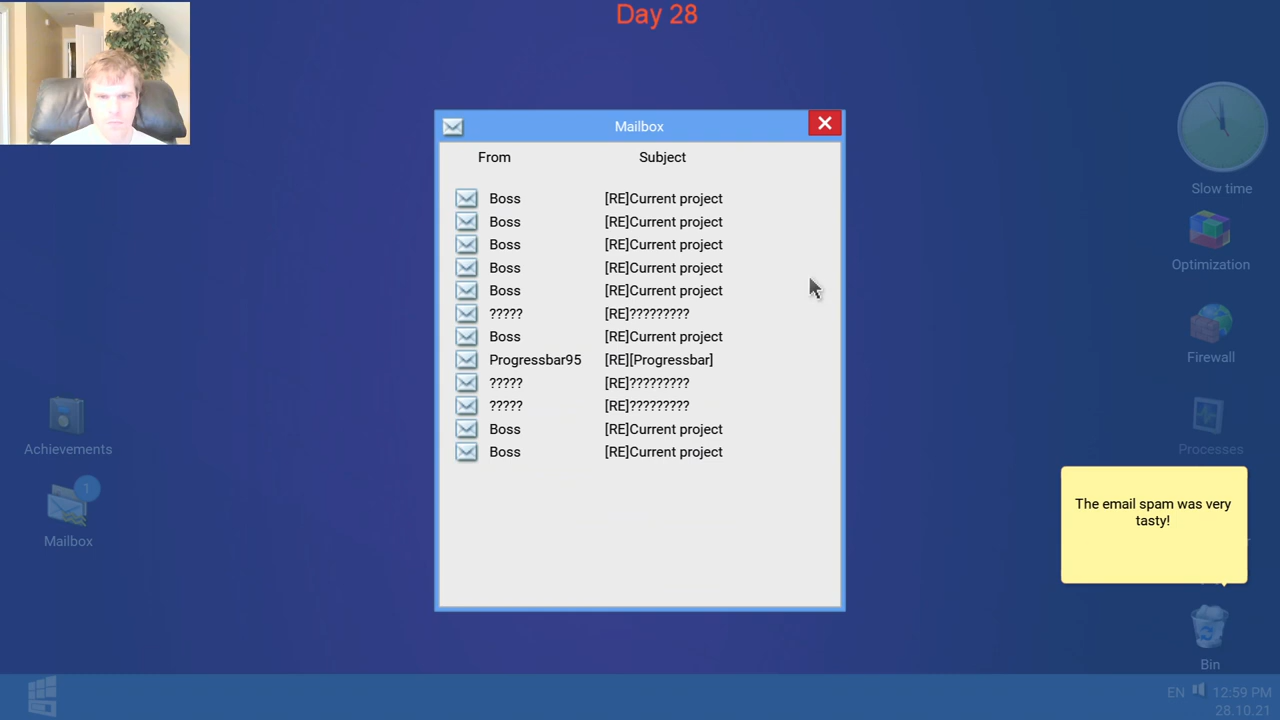 Day 28
Mailbox
From Subject
Boss [RE]Current project
Boss [RE]Current project
Boss [RE]Current project
Boss [RE]Current project
Boss [RE]Current project
????? [RE]?????????
Boss [RE]Current project
Progressbar95 [RE][Progressbar]
????? [RE]?????????
????? [RE]?????????
Boss [RE]Current project
Boss [RE]Current project
Achievements
1
Mailbox
Slow time
Optimization
Firewall
Processes
The email spam was very
tasty!
Bin
EN 12:59 PM
28.10.21